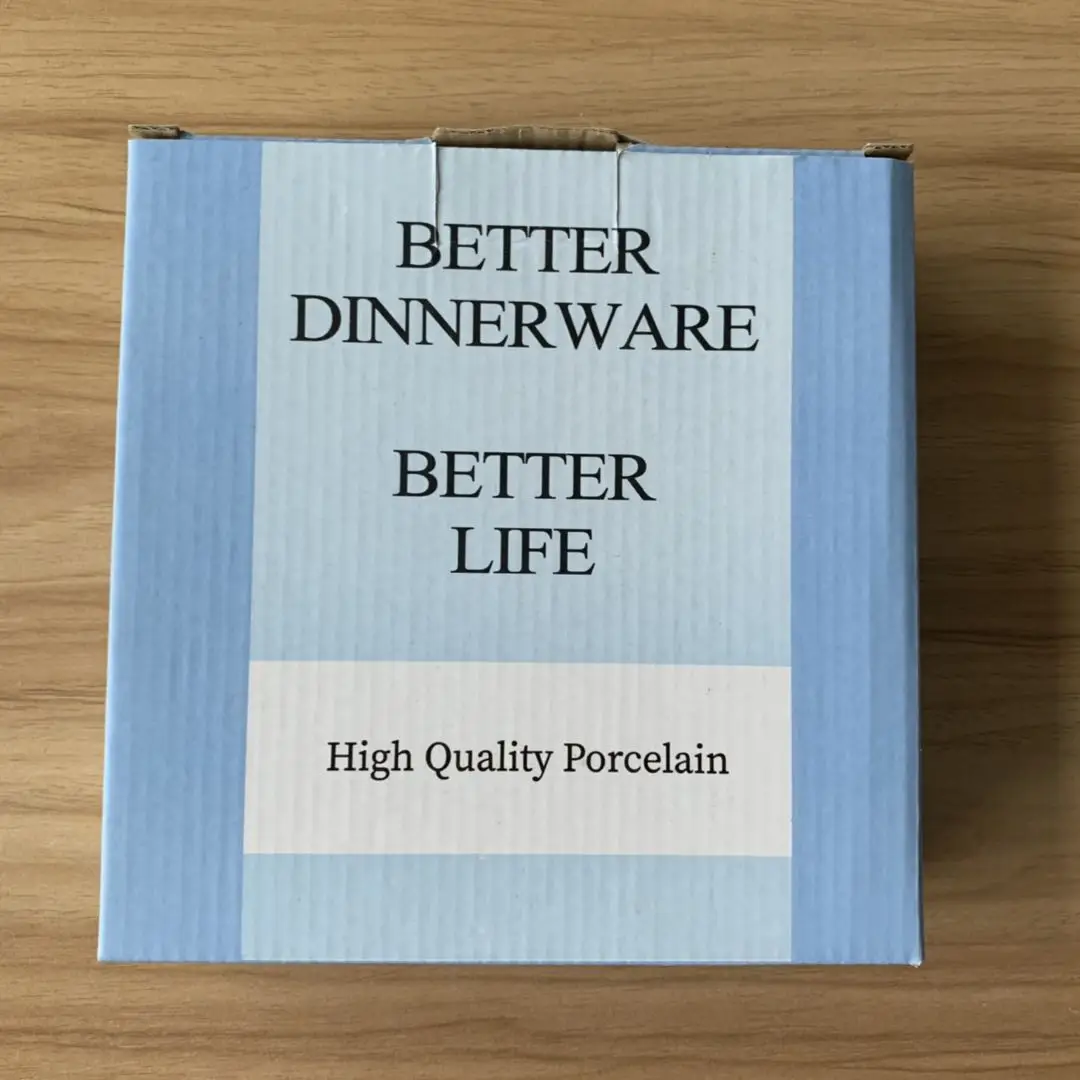 BETTER
DINNERWARE
BETTER
LIFE
High Quality Porcelain